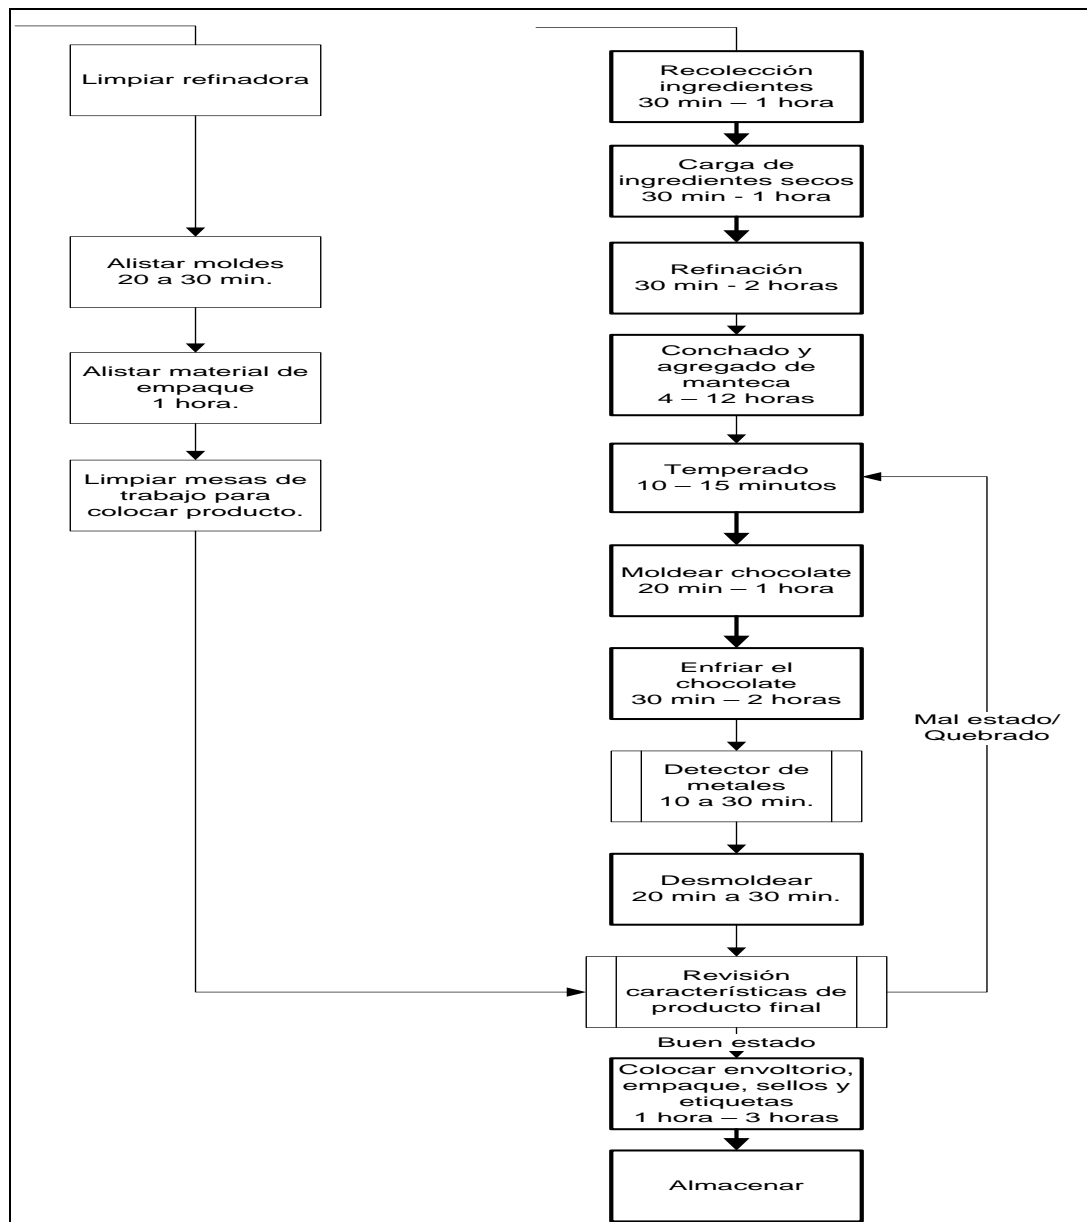 Limpiar refinadora
Alistar moldes
20 a 30 min.
Alistar material de
empaque
1 hora.
Limpiar mesas de
trabajo para
colocar producto.
Recolección
ingredientes
30 min – 1 hora
Carga de
ingredientes secos
30 min - 1 hora
Refinación
30 min - 2 horas
Conchado y
agregado de
manteca
4 – 12 horas
Temperado
10 – 15 minutos
Moldear chocolate
20 min – 1 hora
Enfriar el
chocolate
30 min – 2 horas
Detector de
metales
10 a 30 min.
Desmoldear
20 min a 30 min.
Revisión
características de
producto final
Mal estado/
Quebrado
Buen estado
Colocar envoltorio,
empaque, sellos y
etiquetas
1 hora – 3 horas
Almacenar